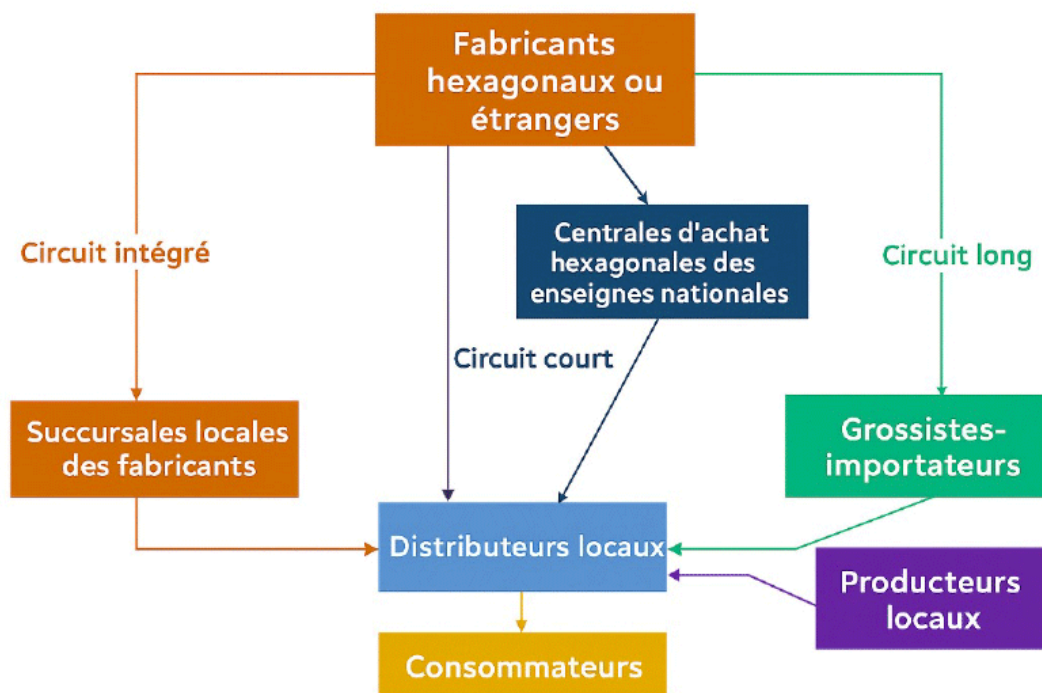 Fabricants
hexagonaux ou
étrangers
Circuit intégré
Centrales d'achat
hexagonales des
enseignes nationales
Circuit long
Circuit court
Succursales locales
des fabricants
Grossistes-
importateurs
Distributeurs locaux
Producteurs
locaux
Consommateurs